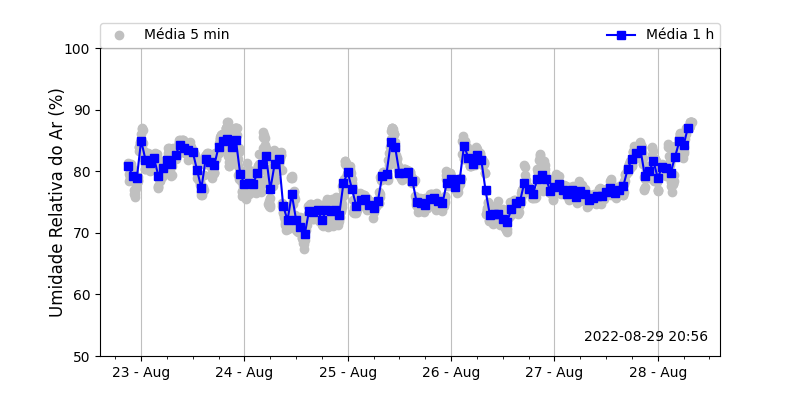 Média 5 min Média 1 h
Umidade Relativa do Ar (%)
100
90
80
70
60
50
2022-08-29 20:56
23 - Aug 24 - Aug 25 - Aug 26 - Aug 27 - Aug 28 - Aug